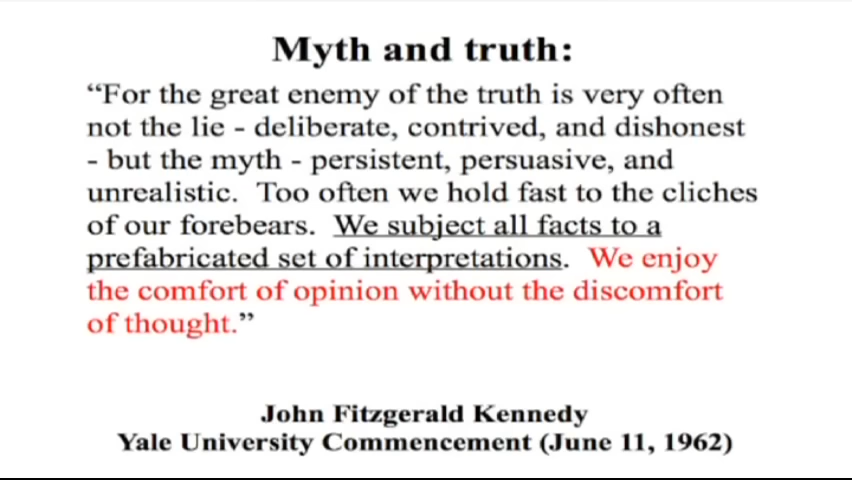 Myth and truth:
“For the great enemy of the truth is very often
not the lie - deliberate, contrived, and dishonest
- but the myth - persistent, persuasive, and
unrealistic.  Too often we hold fast to the cliches
of our forebears.  We subject all facts to a
prefabricated set of interpretations.  We enjoy
the comfort of opinion without the discomfort
of thought.”
John Fitzgerald Kennedy
Yale University Commencement (June 11, 1962)